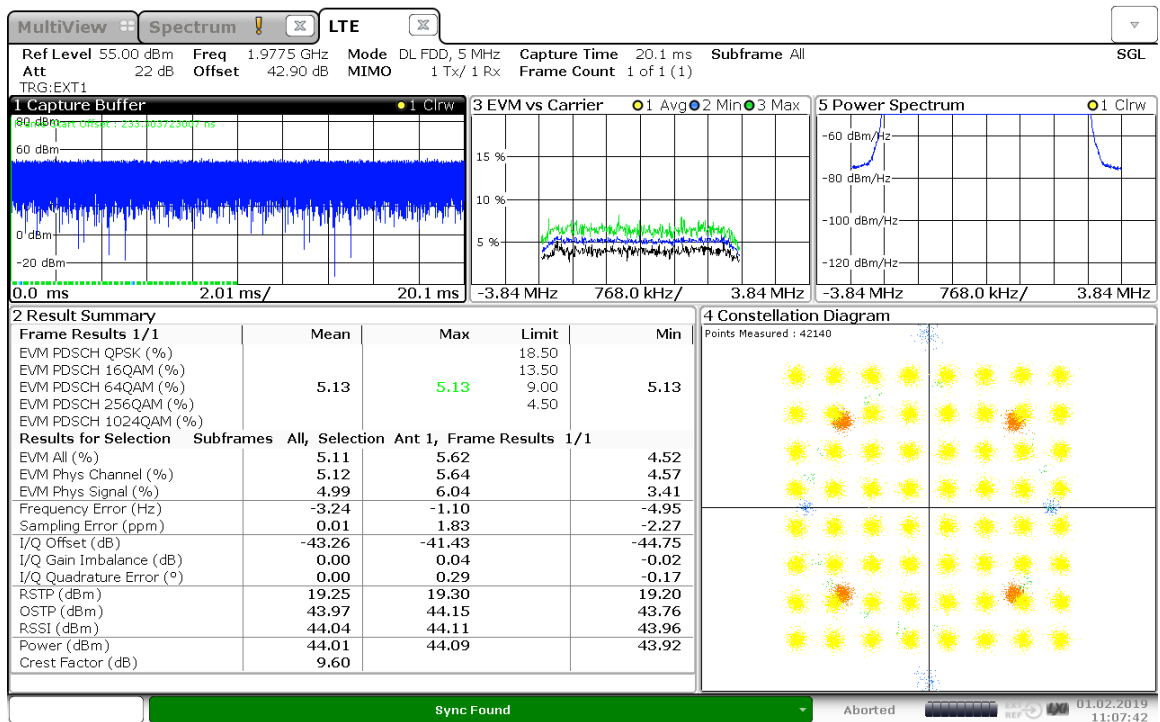 MultiView Spectrum LTE
Ref Level 55.00 dBm Freq 1.9775 GHz Mode DL FDD, 5 MHz Capture Time 20.1 ms Subframe All SGL
Att 22 dB Offset 42.90 dB MIMO 1 Tx/ 1 Rx Frame Count 1 of 1 (1)
TRG:EXT1
1 Capture Buffer 1 Clrw
80 dBm
Frame Start Offset : 233.303723007 ns
60 dBm
0 dBm
-20 dBm
0.0 ms 2.01 ms/ 20.1 ms
3 EVM vs Carrier 1 Avg 2 Min 3 Max
15 %
10 %
5 %
-3.84 MHz 768.0 kHz/ 3.84 MHz
5 Power Spectrum 1 Clrw
-60 dBm/Hz
-80 dBm/Hz
-100 dBm/Hz
-120 dBm/Hz
-3.84 MHz 768.0 kHz/ 3.84 MHz
2 Result Summary
Frame Results 1/1 Mean Max Limit Min
EVM PDSCH QPSK (%) 18.50
EVM PDSCH 16QAM (%) 13.50
EVM PDSCH 64QAM (%) 5.13 5.13 9.00 5.13
EVM PDSCH 256QAM (%) 4.50
EVM PDSCH 1024QAM (%)
Results for Selection Subframes All, Selection Ant 1, Frame Results 1/1
EVM All (%) 5.11 5.62 4.52
EVM Phys Channel (%) 5.12 5.64 4.57
EVM Phys Signal (%) 4.99 6.04 3.41
Frequency Error (Hz) -3.24 -1.10 -4.95
Sampling Error (ppm) 0.01 1.83 -2.27
I/Q Offset (dB) -43.26 -41.43 -44.75
I/Q Gain Imbalance (dB) 0.00 0.04 -0.02
I/Q Quadrature Error (°) 0.00 0.29 -0.17
RSTP (dBm) 19.25 19.30 19.20
OSTP (dBm) 43.97 44.15 43.76
RSSI (dBm) 44.04 44.11 43.96
Power (dBm) 44.01 44.09 43.92
Crest Factor (dB) 9.60
4 Constellation Diagram
Points Measured : 42140
Sync Found
Aborted
EXT
REF
LXI
01.02.2019
11:07:42